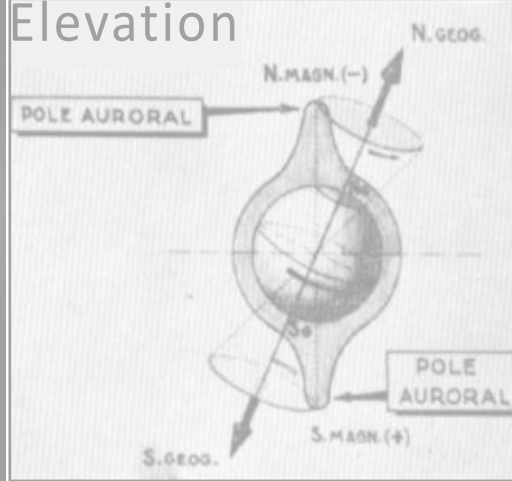 Elevation
N. GEOG.
N. MAGN. (-)
POLE AURORAL
POLE
AURORAL
S. MAGN. (+)
S. GEOG.